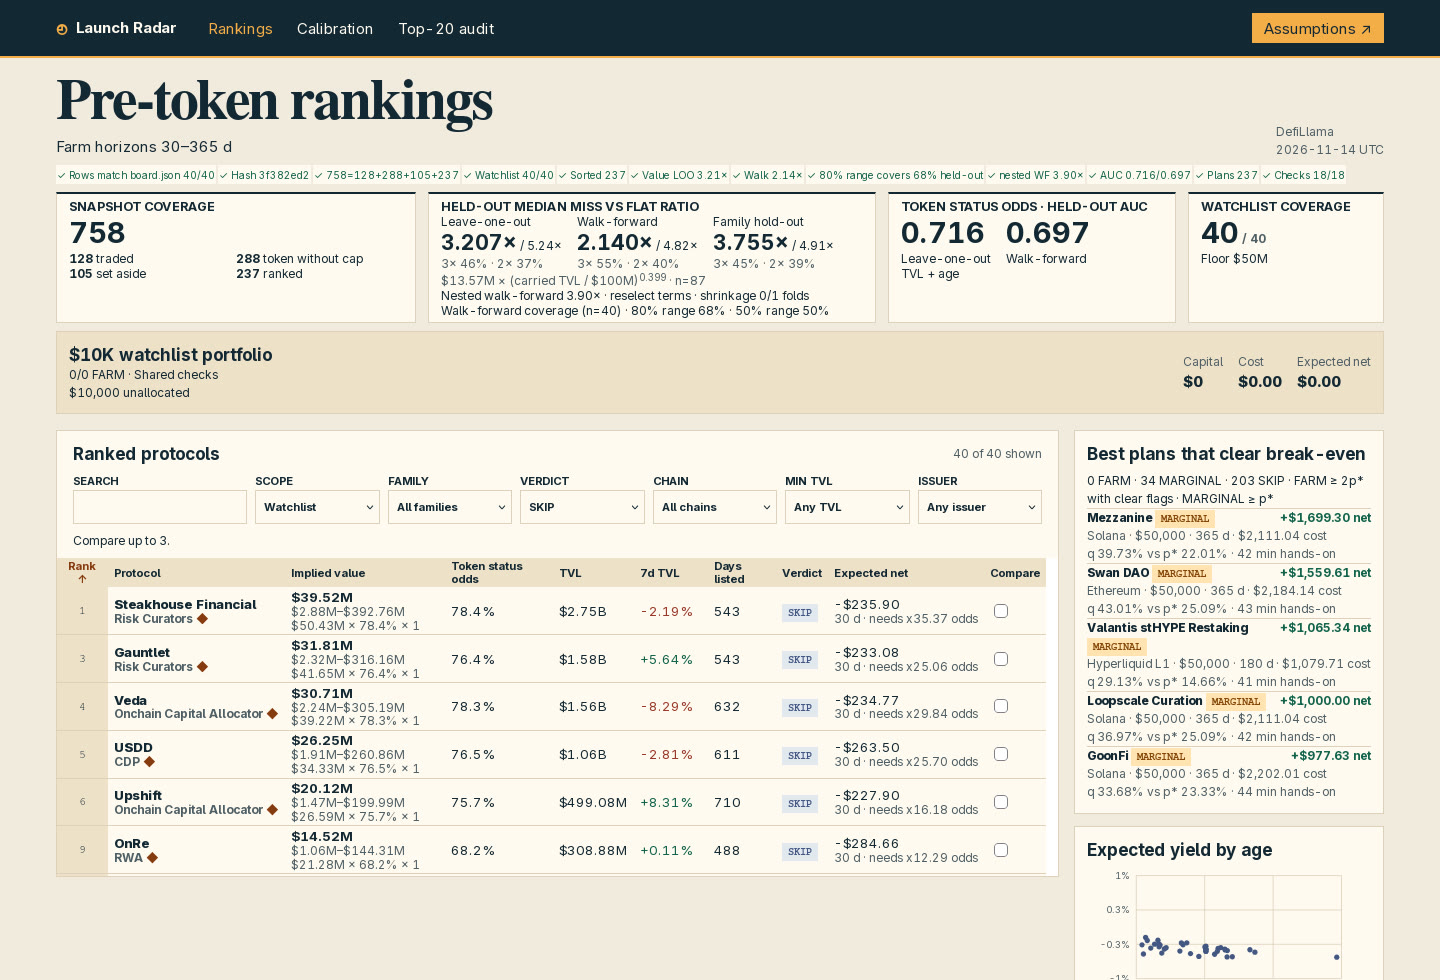 Launch Radar
Rankings
Calibration
Top-20 audit
Assumptions ↗
Pre-token rankings
Farm horizons 30–365 d
DefiLlama
2026-11-14 UTC
✓ Rows match board.json 40/40 ✓ Hash 3f382ed2 ✓ 758=128+288+105+237 ✓ Watchlist 40/40 ✓ Sorted 237 ✓ Value LOO 3.21× ✓ Walk 2.14× ✓ 80% range covers 68% held-out ✓ nested WF 3.90× ✓ AUC 0.716/0.697 ✓ Plans 237 ✓ Checks 18/18
SNAPSHOT COVERAGE
758
128 traded
288 token without cap
105 set aside
237 ranked
HELD-OUT MEDIAN MISS VS FLAT RATIO
Leave-one-out
Walk-forward
Family hold-out
3.207× / 5.24×
2.140× / 4.82×
3.755× / 4.91×
3× 46% · 2× 37%
3× 55% · 2× 40%
3× 45% · 2× 39%
$13.57M × (carried TVL / $100M)0.399 · n=87
Nested walk-forward 3.90× · reselect terms · shrinkage 0/1 folds
Walk-forward coverage (n=40) · 80% range 68% · 50% range 50%
TOKEN STATUS ODDS · HELD-OUT AUC
0.716
0.697
Leave-one-out
Walk-forward
TVL + age
WATCHLIST COVERAGE
40 / 40
Floor $50M
$10K watchlist portfolio
0/0 FARM · Shared checks
$10,000 unallocated
Capital
Cost
Expected net
$0
$0.00
$0.00
Ranked protocols
40 of 40 shown
SEARCH
SCOPE
FAMILY
VERDICT
CHAIN
MIN TVL
ISSUER
Watchlist
All families
SKIP
All chains
Any TVL
Any issuer
Compare up to 3.
Rank ↑
Protocol
Implied value
Token status odds
TVL
7d TVL
Days listed
Verdict
Expected net
Compare
1
Steakhouse Financial
Risk Curators ◆
$39.52M
$2.88M–$392.76M
$50.43M × 78.4% × 1
78.4%
$2.75B
-2.19%
543
SKIP
-$235.90
30 d · needs x35.37 odds
3
Gauntlet
Risk Curators ◆
$31.81M
$2.32M–$316.16M
$41.65M × 76.4% × 1
76.4%
$1.58B
+5.64%
543
SKIP
-$233.08
30 d · needs x25.06 odds
4
Veda
Onchain Capital Allocator ◆
$30.71M
$2.24M–$305.19M
$39.22M × 78.3% × 1
78.3%
$1.56B
-8.29%
632
SKIP
-$234.77
30 d · needs x29.84 odds
5
USDD
CDP ◆
$26.25M
$1.91M–$260.86M
$34.33M × 76.5% × 1
76.5%
$1.06B
-2.81%
611
SKIP
-$263.50
30 d · needs x25.70 odds
6
Upshift
Onchain Capital Allocator ◆
$20.12M
$1.47M–$199.99M
$26.59M × 75.7% × 1
75.7%
$499.08M
+8.31%
710
SKIP
-$227.90
30 d · needs x16.18 odds
9
OnRe
RWA ◆
$14.52M
$1.06M–$144.31M
$21.28M × 68.2% × 1
68.2%
$308.88M
+0.11%
488
SKIP
-$284.66
30 d · needs x12.29 odds
Best plans that clear break-even
0 FARM · 34 MARGINAL · 203 SKIP · FARM ≥ 2p*
with clear flags · MARGINAL ≥ p*
Mezzanine MARGINAL +$1,699.30 net
Solana · $50,000 · 365 d · $2,111.04 cost
q 39.73% vs p* 22.01% · 42 min hands-on
Swan DAO MARGINAL +$1,559.61 net
Ethereum · $50,000 · 365 d · $2,184.14 cost
q 43.01% vs p* 25.09% · 43 min hands-on
Valantis stHYPE Restaking +$1,065.34 net
MARGINAL
Hyperliquid L1 · $50,000 · 180 d · $1,079.71 cost
q 29.13% vs p* 14.66% · 41 min hands-on
Loopscale Curation MARGINAL +$1,000.00 net
Solana · $50,000 · 365 d · $2,111.04 cost
q 36.97% vs p* 25.09% · 42 min hands-on
GoonFi MARGINAL +$977.63 net
Solana · $50,000 · 365 d · $2,202.01 cost
q 33.68% vs p* 23.33% · 44 min hands-on
Expected yield by age
1%
0.3%
-0.3%
-1%